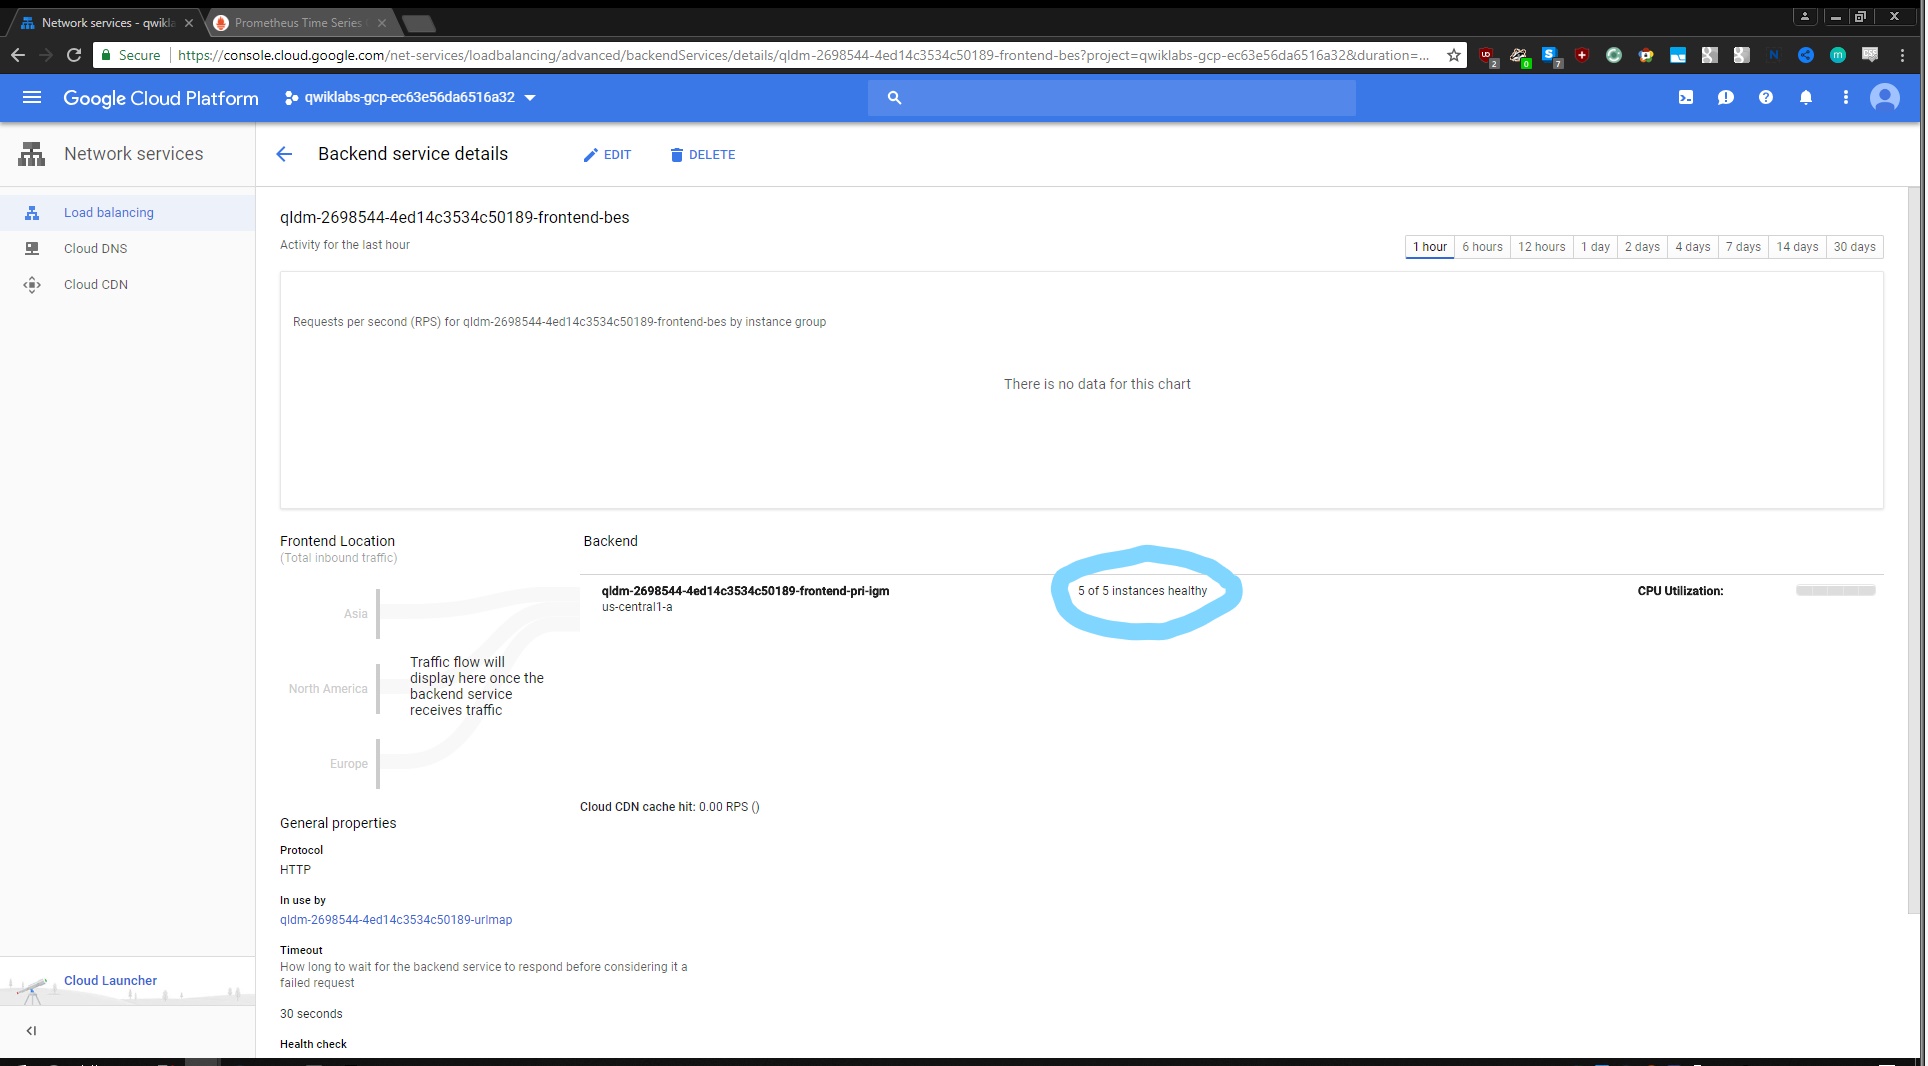 Network services - qwikla
Prometheus Time Series
Secure
https://console.cloud.google.com/net-services/loadbalancing/advanced/backendServices/details/qldm-2698544-4ed14c3534c50189-frontend-bes?project=qwiklabs-gcp-ec63e56da6516a32&duration=...
Google Cloud Platform
qwiklabs-gcp-ec63e56da6516a32
Network services
Backend service details
EDIT
DELETE
Load balancing
Cloud DNS
Cloud CDN
qldm-2698544-4ed14c3534c50189-frontend-bes
Activity for the last hour
1 hour 6 hours 12 hours 1 day 2 days 4 days 7 days 14 days 30 days
Requests per second (RPS) for qldm-2698544-4ed14c3534c50189-frontend-bes by instance group
There is no data for this chart
Frontend Location
(Total inbound traffic)
Backend
qldm-2698544-4ed14c3534c50189-frontend-pri-igm
us-central1-a
5 of 5 instances healthy
CPU Utilization:
Asia
North America
Europe
Traffic flow will
display here once the
backend service
receives traffic
Cloud CDN cache hit: 0.00 RPS ()
General properties
Protocol
HTTP
In use by
qldm-2698544-4ed14c3534c50189-urlmap
Timeout
How long to wait for the backend service to respond before considering it a
failed request
30 seconds
Health check
Cloud Launcher